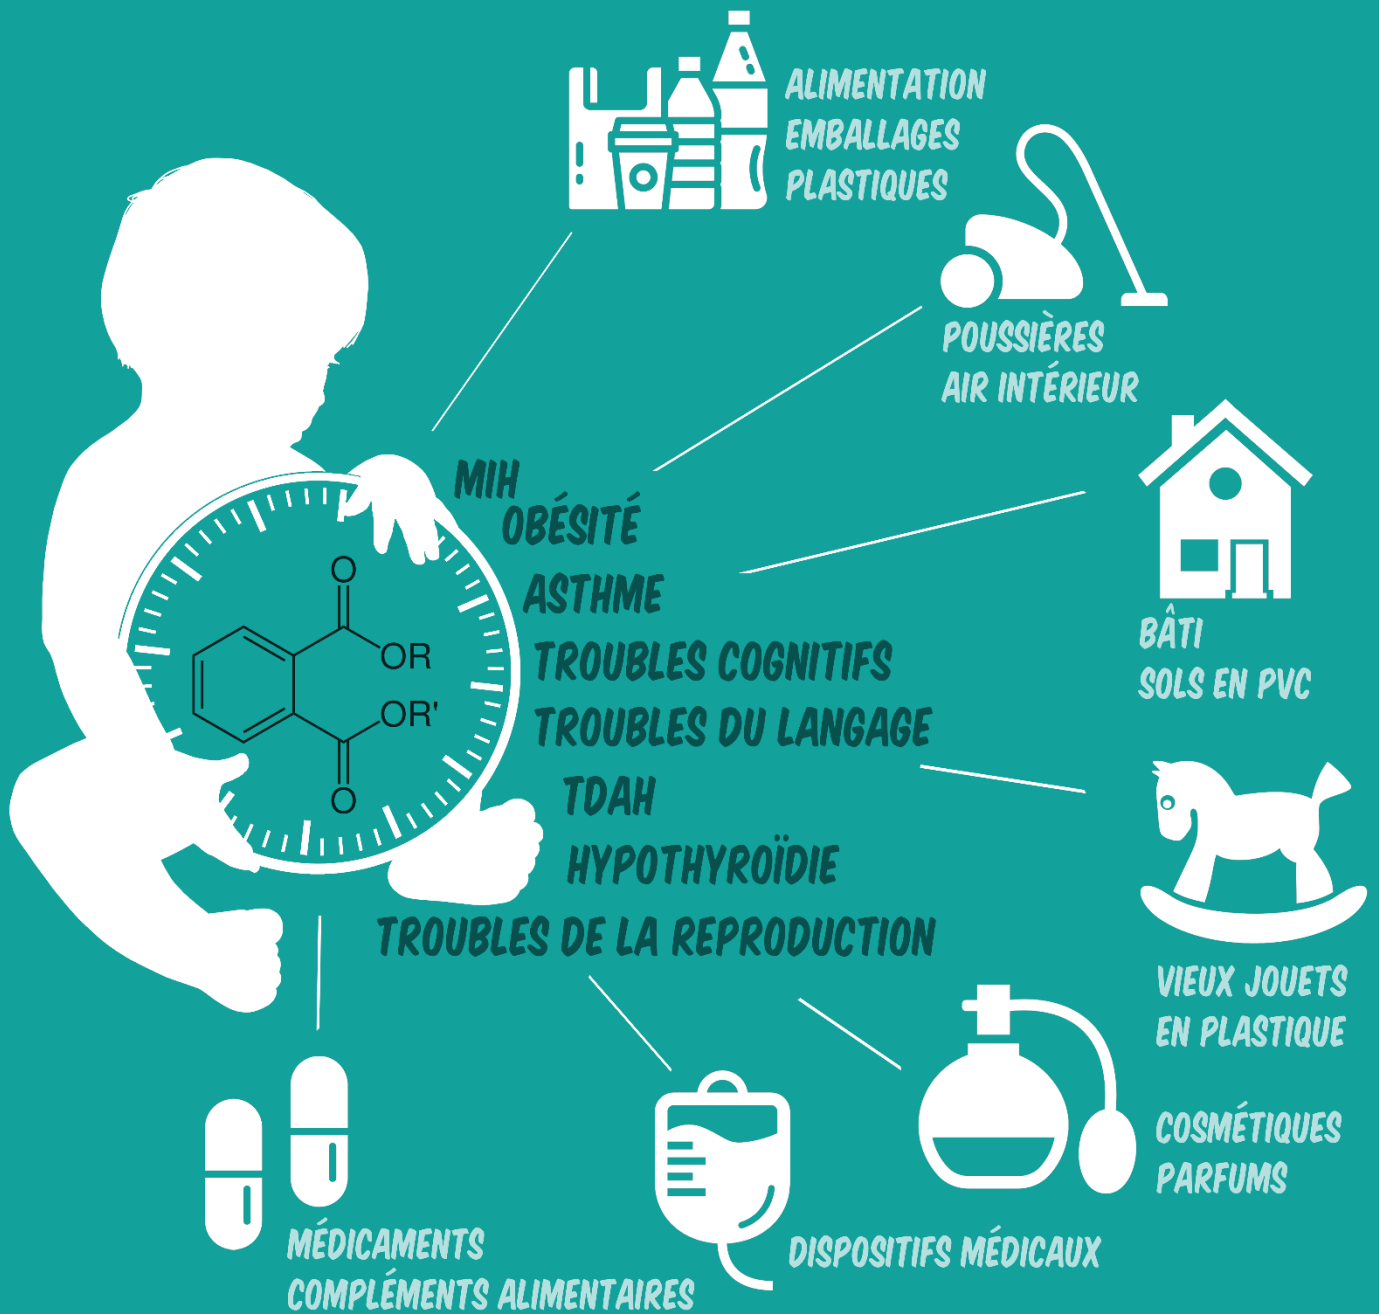 ALIMENTATION
EMBALLAGES
PLASTIQUES
POUSSIÈRES
AIR INTÉRIEUR
BÂTI
SOLS EN PVC
VIEUX JOUETS
EN PLASTIQUE
COSMÉTIQUES
PARFUMS
DISPOSITIFS MÉDICAUX
MÉDICAMENTS
COMPLÉMENTS ALIMENTAIRES
MIH
OBÉSITÉ
ASTHME
TROUBLES COGNITIFS
TROUBLES DU LANGAGE
TDAH
HYPOTHYROÏDIE
TROUBLES DE LA REPRODUCTION
O
OR
OR'
O